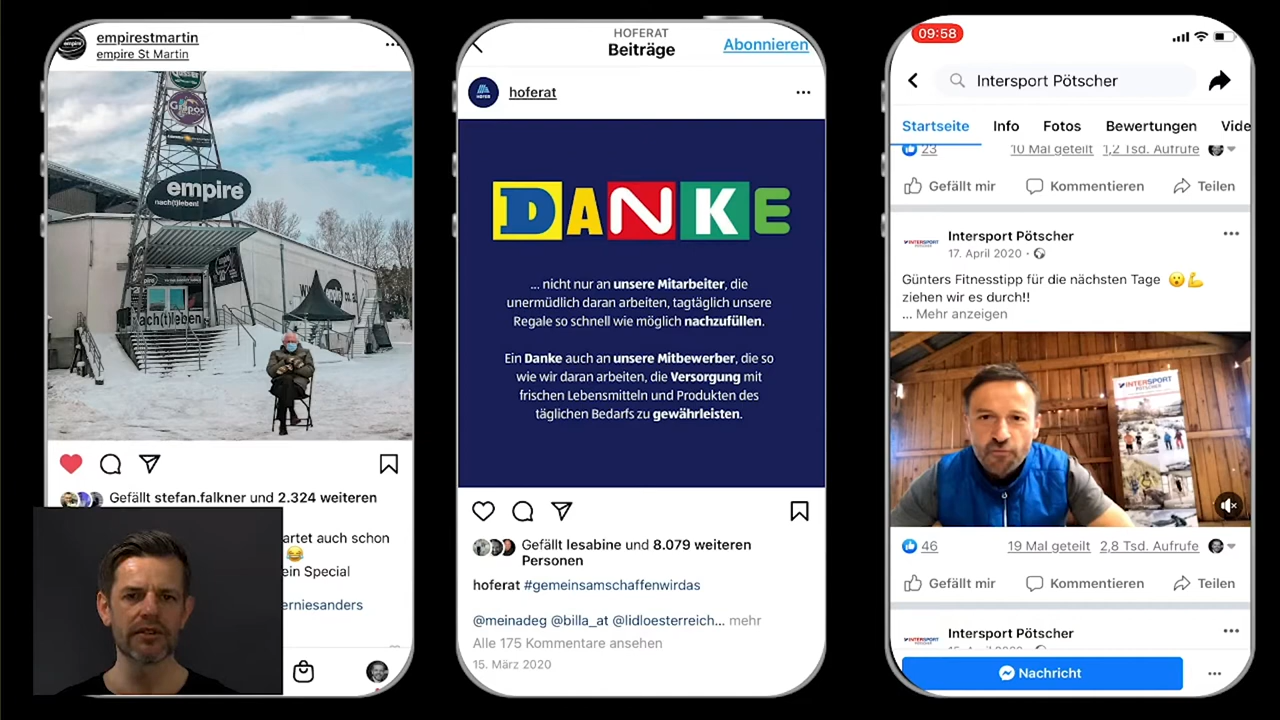 empirestmartin
empire St Martin
Grapos
empire
nach(t)leben!
nach(t)leben
Gefällt stefan.falkner und 2.324 weiteren
artet auch schon
😂
ein Special
erniesanders
HOFERAT
Beiträge
Abonnieren
HOFER
hoferat
DANKE
... nicht nur an unsere Mitarbeiter, die
unermüdlich daran arbeiten, tagtäglich unsere
Regale so schnell wie möglich nachzufüllen.
Ein Danke auch an unsere Mitbewerber, die so
wie wir daran arbeiten, die Versorgung mit
frischen Lebensmitteln und Produkten des
täglichen Bedarfs zu gewährleisten.
Gefällt lesabine und 8.079 weiteren
Personen
hoferat #gemeinsamschaffenwirdas
@meinadeg @billa_at @lidloesterreich... mehr
Alle 175 Kommentare ansehen
15. März 2020
09:58
Intersport Pötscher
Startseite Info Fotos Bewertungen Vide
23 10 Mal geteilt 1,2 Tsd. Aufrufe
Gefällt mir Kommentieren Teilen
INTERSPORT
Intersport Pötscher
17. April 2020 ·
Günters Fitnesstipp für die nächsten Tage 😮💪
ziehen wir es durch!!
... Mehr anzeigen
INTERSPORT
PÖTSCHER
46 19 Mal geteilt 2,8 Tsd. Aufrufe
Gefällt mir Kommentieren Teilen
INTERSPORT
Intersport Pötscher
Nachricht